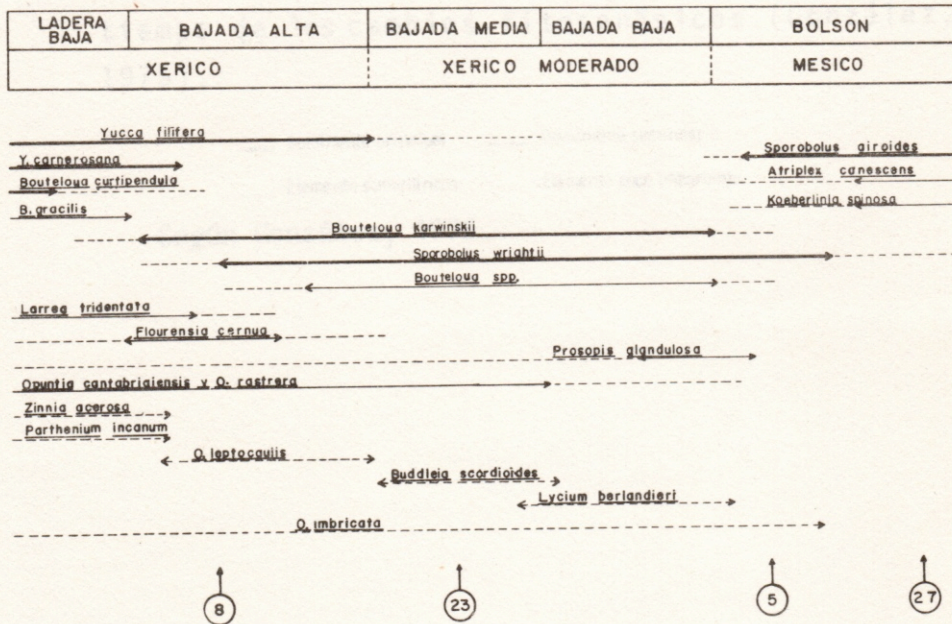 LADERA BAJA | BAJADA ALTA | BAJADA MEDIA | BAJADA BAJA | BOLSON
XERICO | XERICO MODERADO | MESICO
Yucca filifera
Y. carnerosana
Sporobolus airoides
Bouteloua curtipendula
Atriplex canescens
B. gracilis
Koeberlinia spinosa
Bouteloua karwinskii
Sporobolus wrightii
Bouteloua spp.
Larrea tridentata
Flourensia cernua
Prosopis glandulosa
Opuntia cantabrigiensis y O. rastrera
Zinnia acerosa
Parthenium incanum
O. leptocaulis
Buddleia scordioides
Lycium berlandieri
O. imbricata
8
23
5
27